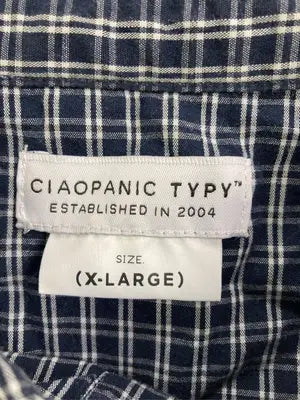 CIAOPANIC TYPY™
ESTABLISHED IN 2004
SIZE.
(X-LARGE)